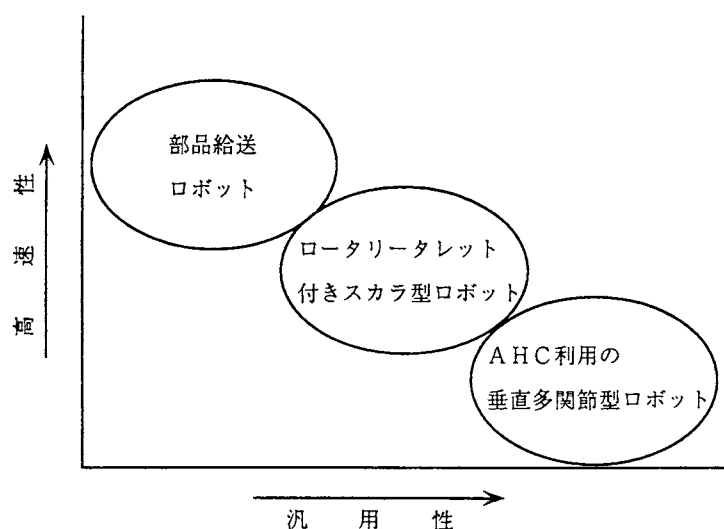 部品給送
ロボット
ロータリータレット
付きスカラ型ロボット
ＡＨＣ利用の
垂直多関節型ロボット
高速性
汎用性